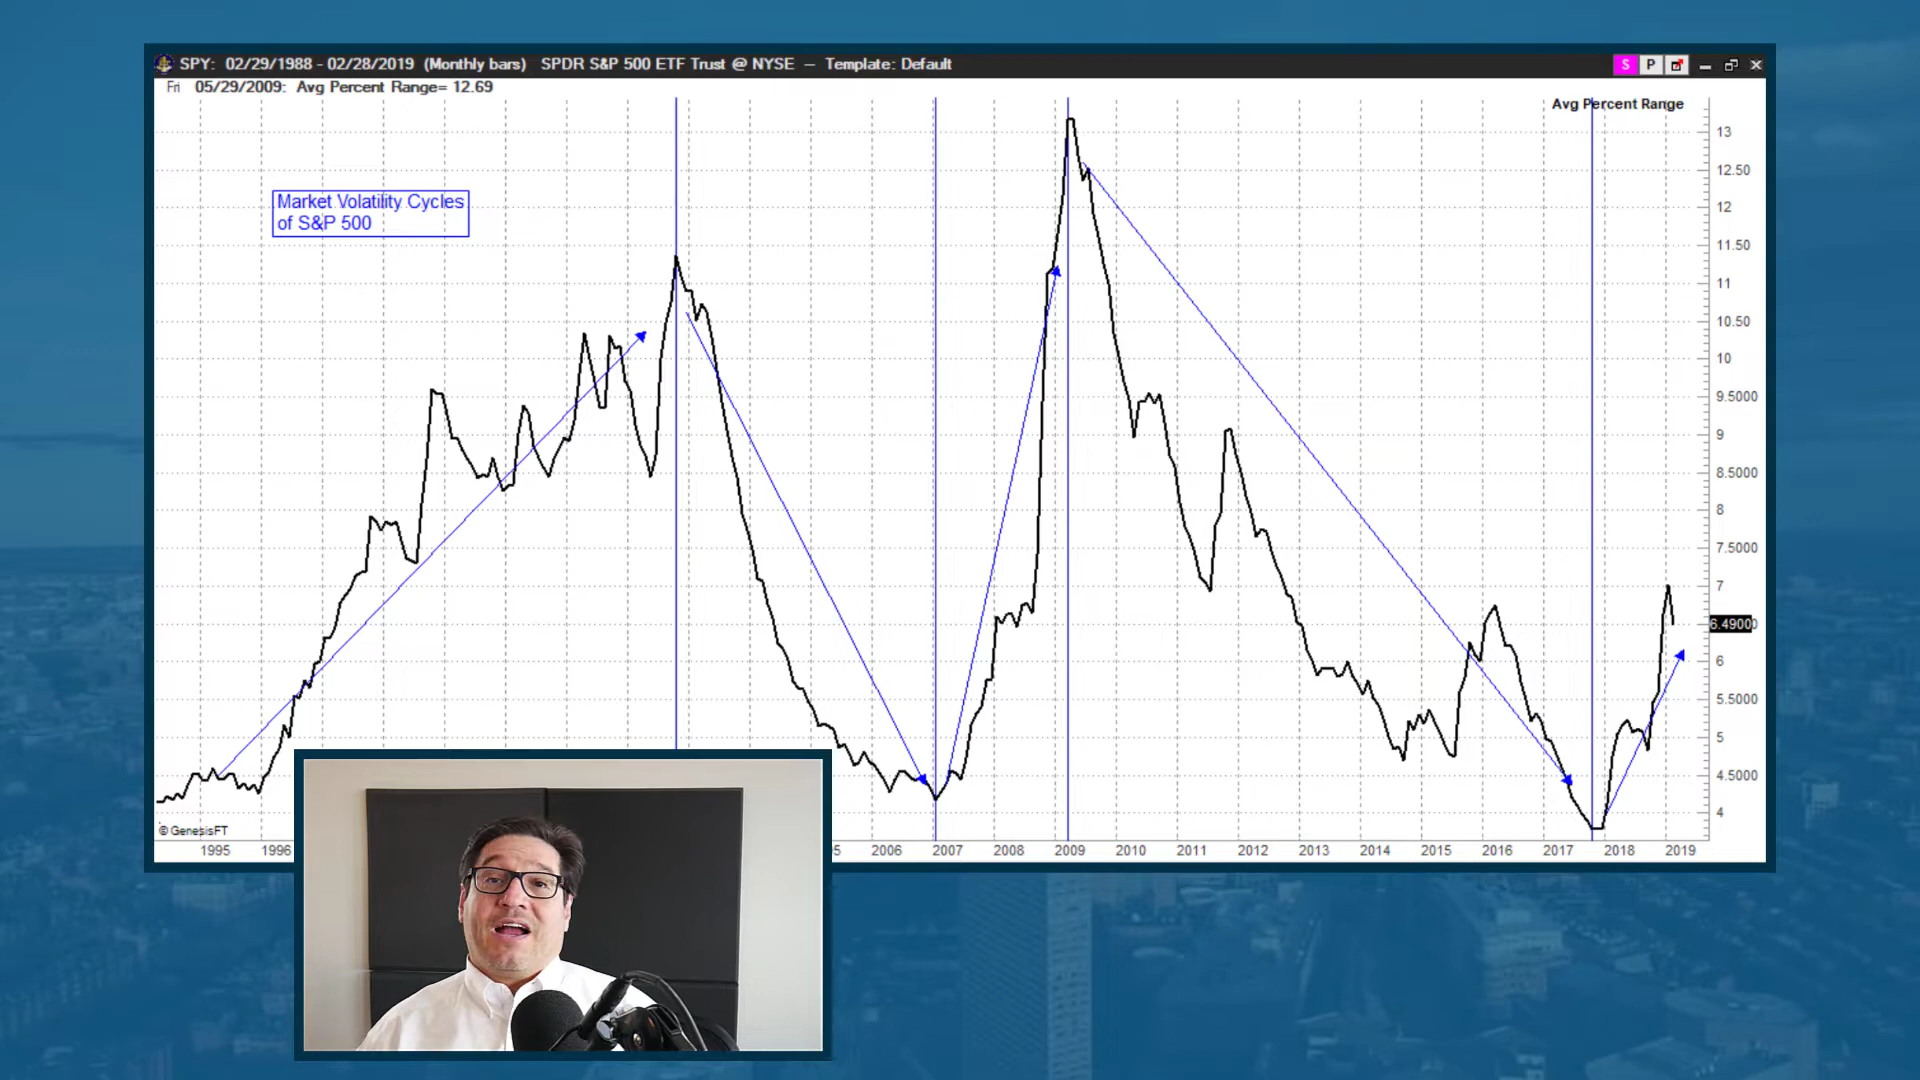 SPY: 02/29/1988 - 02/28/2019 (Monthly bars) SPDR S&P 500 ETF Trust @ NYSE – Template: Default
S P
Fri 05/29/2009: Avg Percent Range= 12.69
Avg Percent Range
Market Volatility Cycles
of S&P 500
13
12.50
12
11.50
11
10.50
10
9.5000
9
8.5000
8
7.5000
7
6.49000
6
5.5000
5
4.5000
4
© GenesisFT
1995 1996 2006 2007 2008 2009 2010 2011 2012 2013 2014 2015 2016 2017 2018 2019